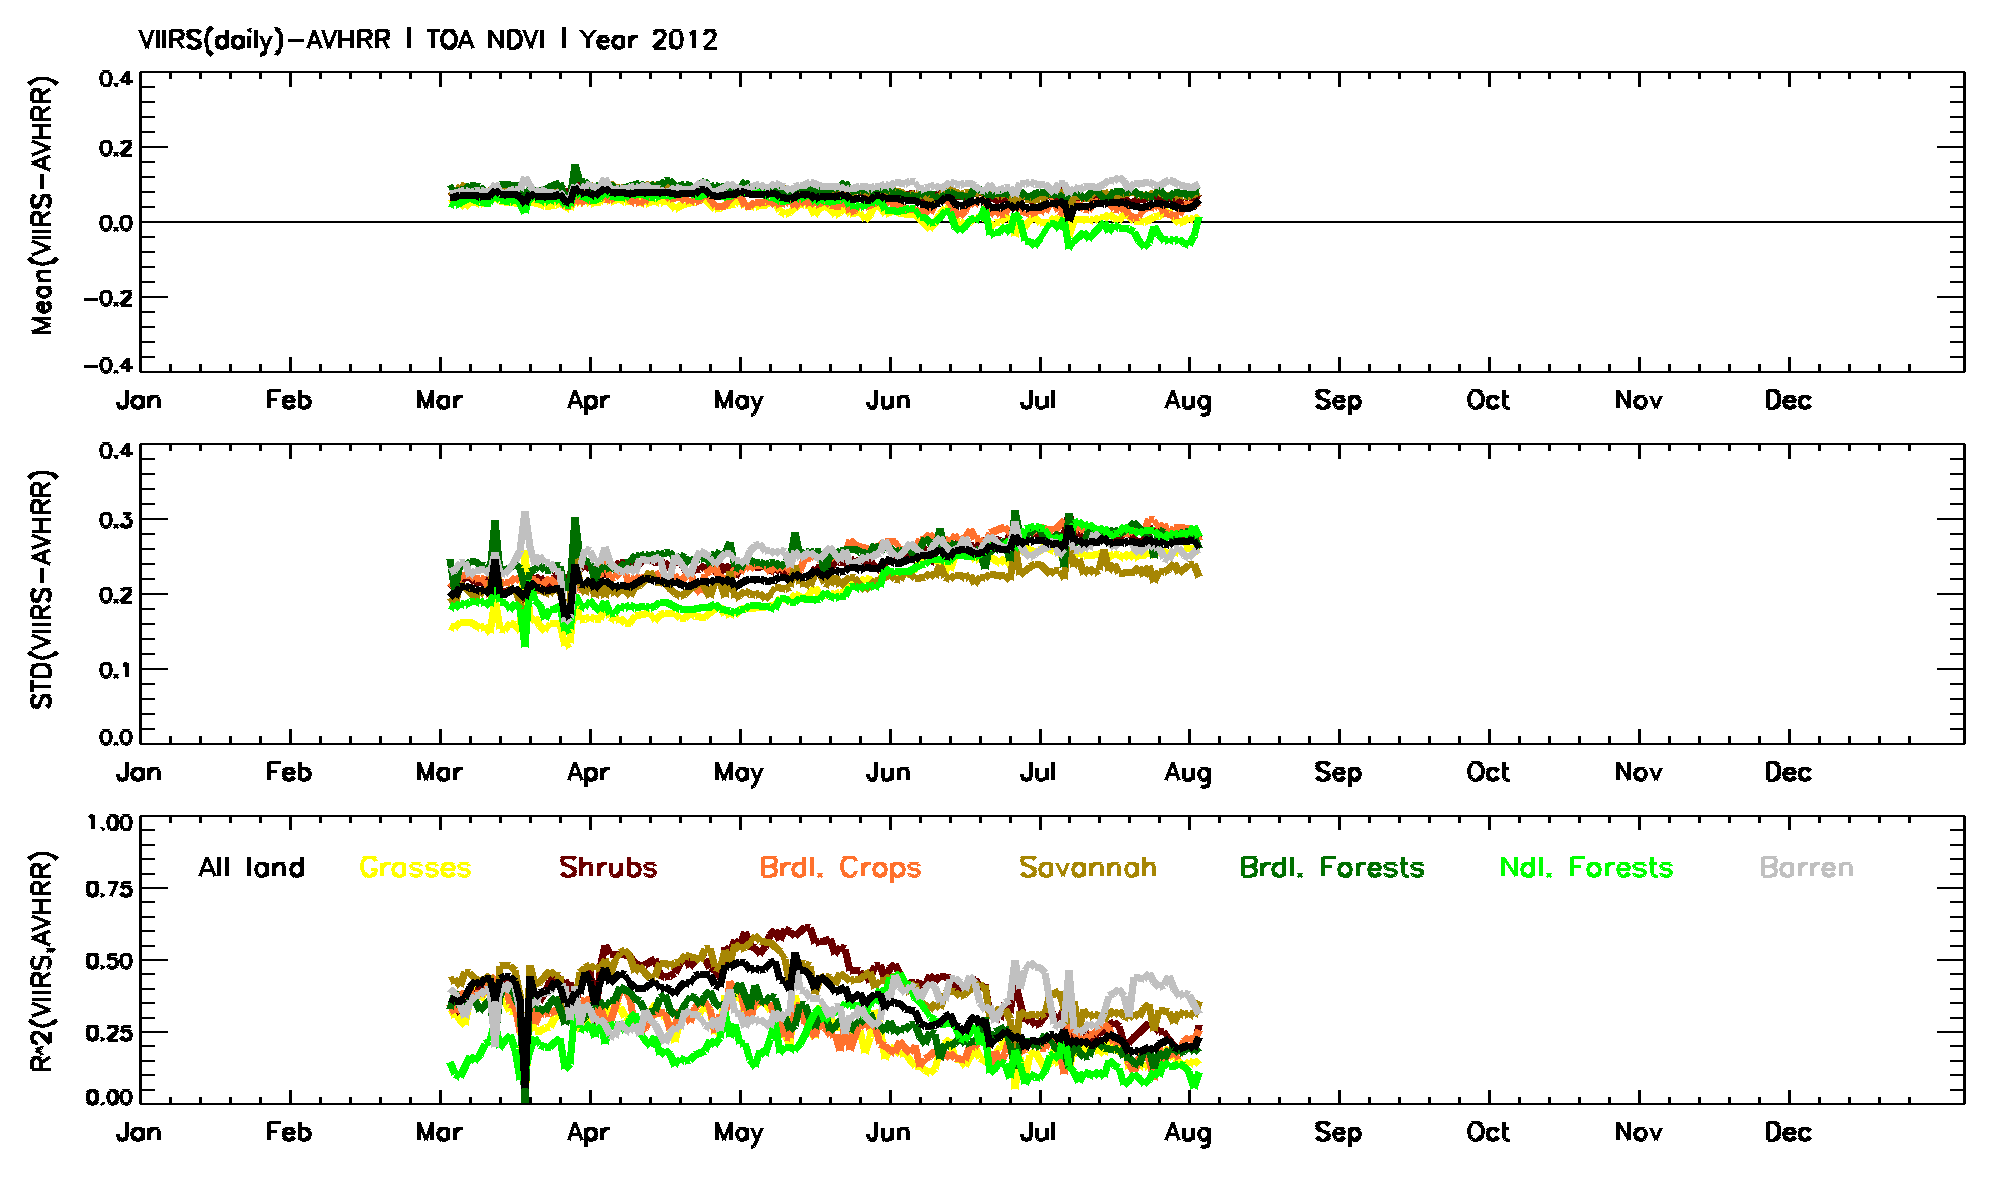 VIIRS(daily)-AVHRR | TOA NDVI | Year 2012
Mean(VIIRS-AVHRR)
0.4
0.2
0.0
-0.2
-0.4
Jan Feb Mar Apr May Jun Jul Aug Sep Oct Nov Dec
STD(VIIRS-AVHRR)
0.4
0.3
0.2
0.1
0.0
Jan Feb Mar Apr May Jun Jul Aug Sep Oct Nov Dec
R^2(VIIRS,AVHRR)
1.00
0.75
0.50
0.25
0.00
All land Grasses Shrubs Brdl. Crops Savannah Brdl. Forests Ndl. Forests Barren
Jan Feb Mar Apr May Jun Jul Aug Sep Oct Nov Dec